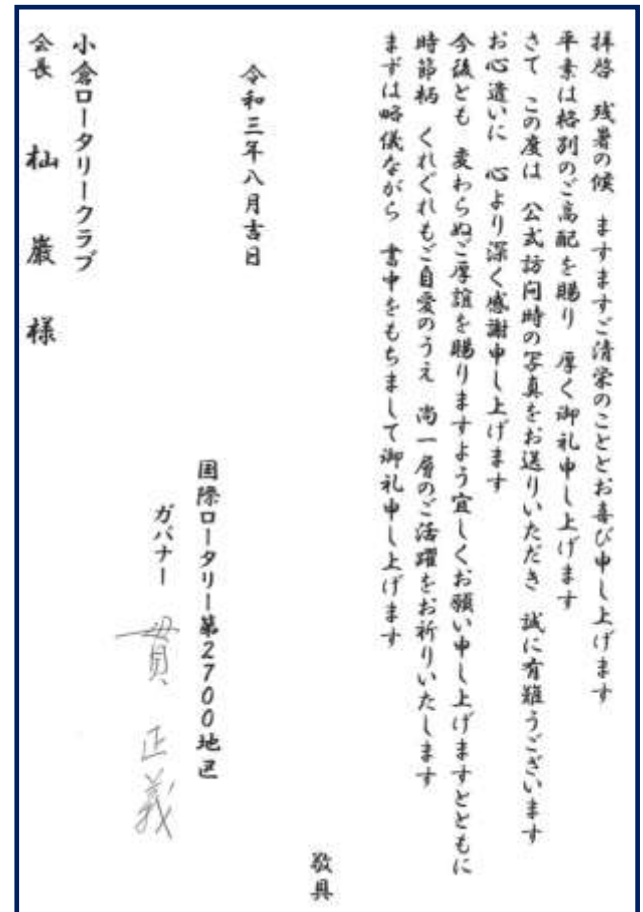 拝啓 残暑の候 ますますご清栄のこととお喜び申し上げます
平素は格別のご高配を賜り 厚く御礼申し上げます
さて この度は 公式訪問時の写真をお送りいただき 誠に有難うございます
お心遣いに 心より深く感謝申し上げます
今後とも 変わらぬご厚誼を賜りますよう宜しくお願い申し上げますとともに
時節柄 くれぐれもご自愛のうえ 尚一層のご活躍をお祈りいたします
まずは略儀ながら 書中をもちまして御礼申し上げます
敬具
令和三年八月吉日
国際ロータリー第2700地区
ガバナー 貫 正義
小倉ロータリークラブ
会長 杣 巌 様